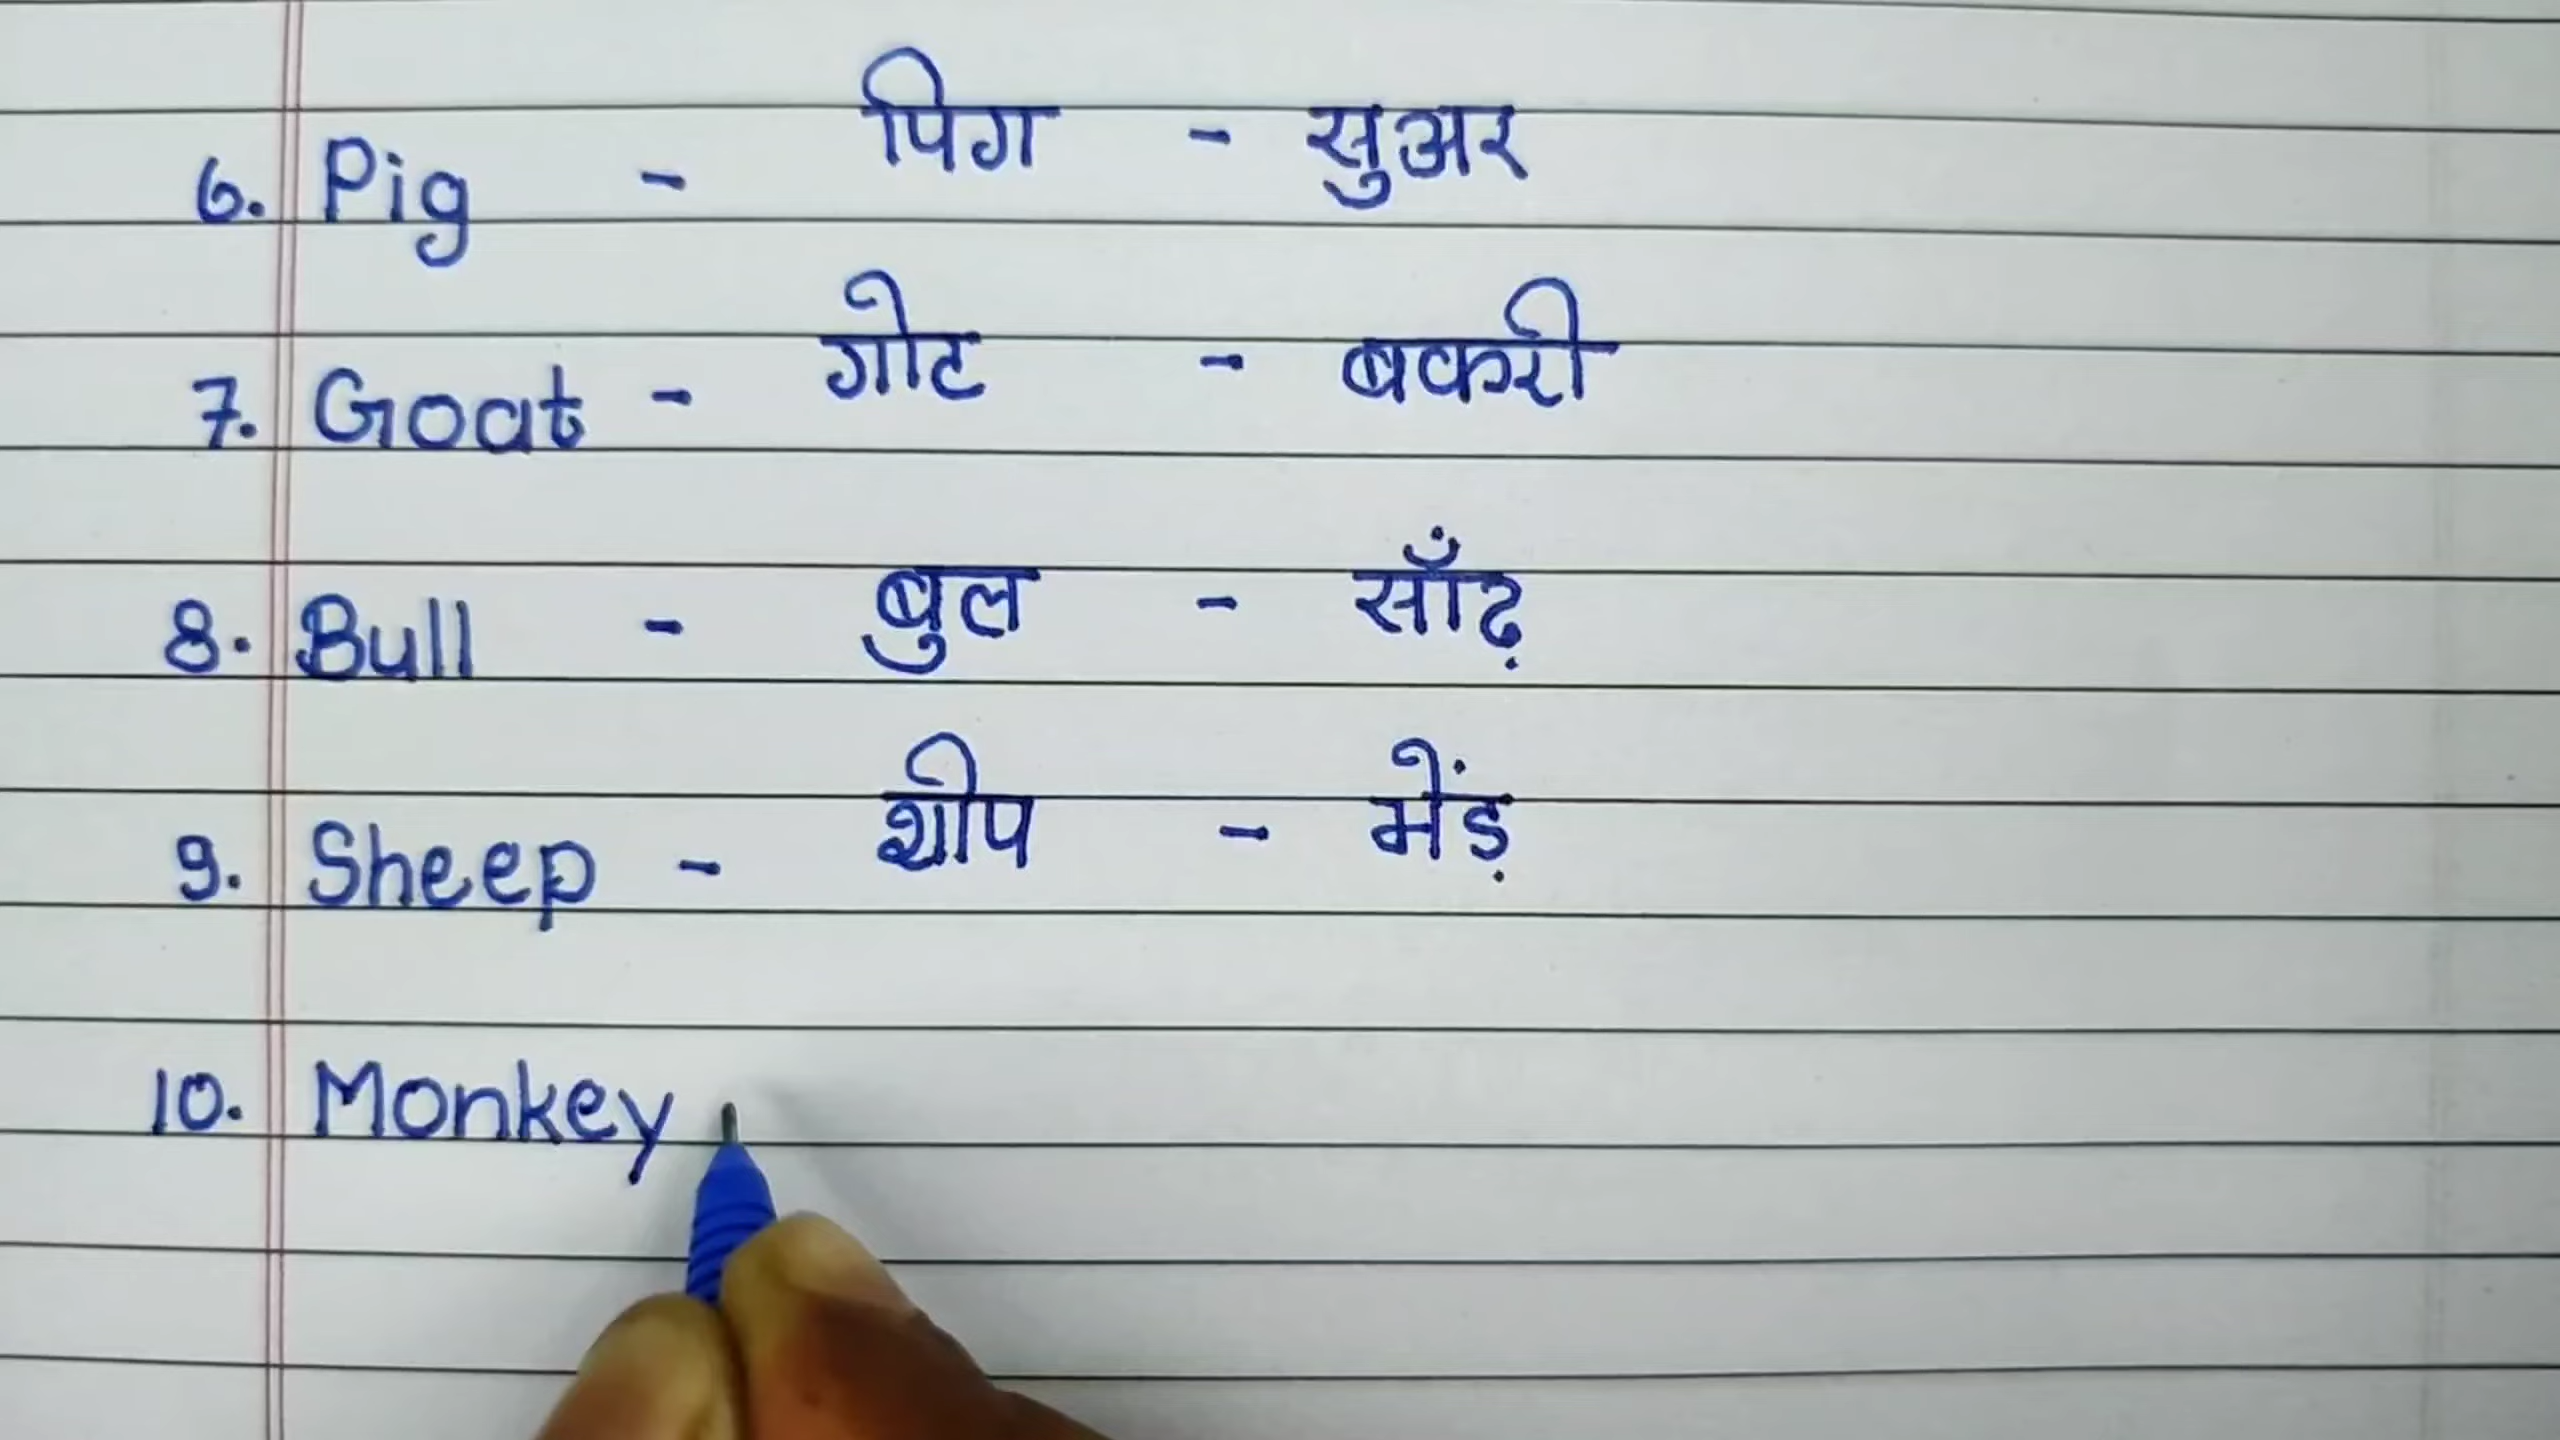 6. Pig - पिग - सुअर
7. Goat - गोट - बकरी
8. Bull - बुल - साँढ़
9. Sheep - शीप - मेंड़
10. Monkey